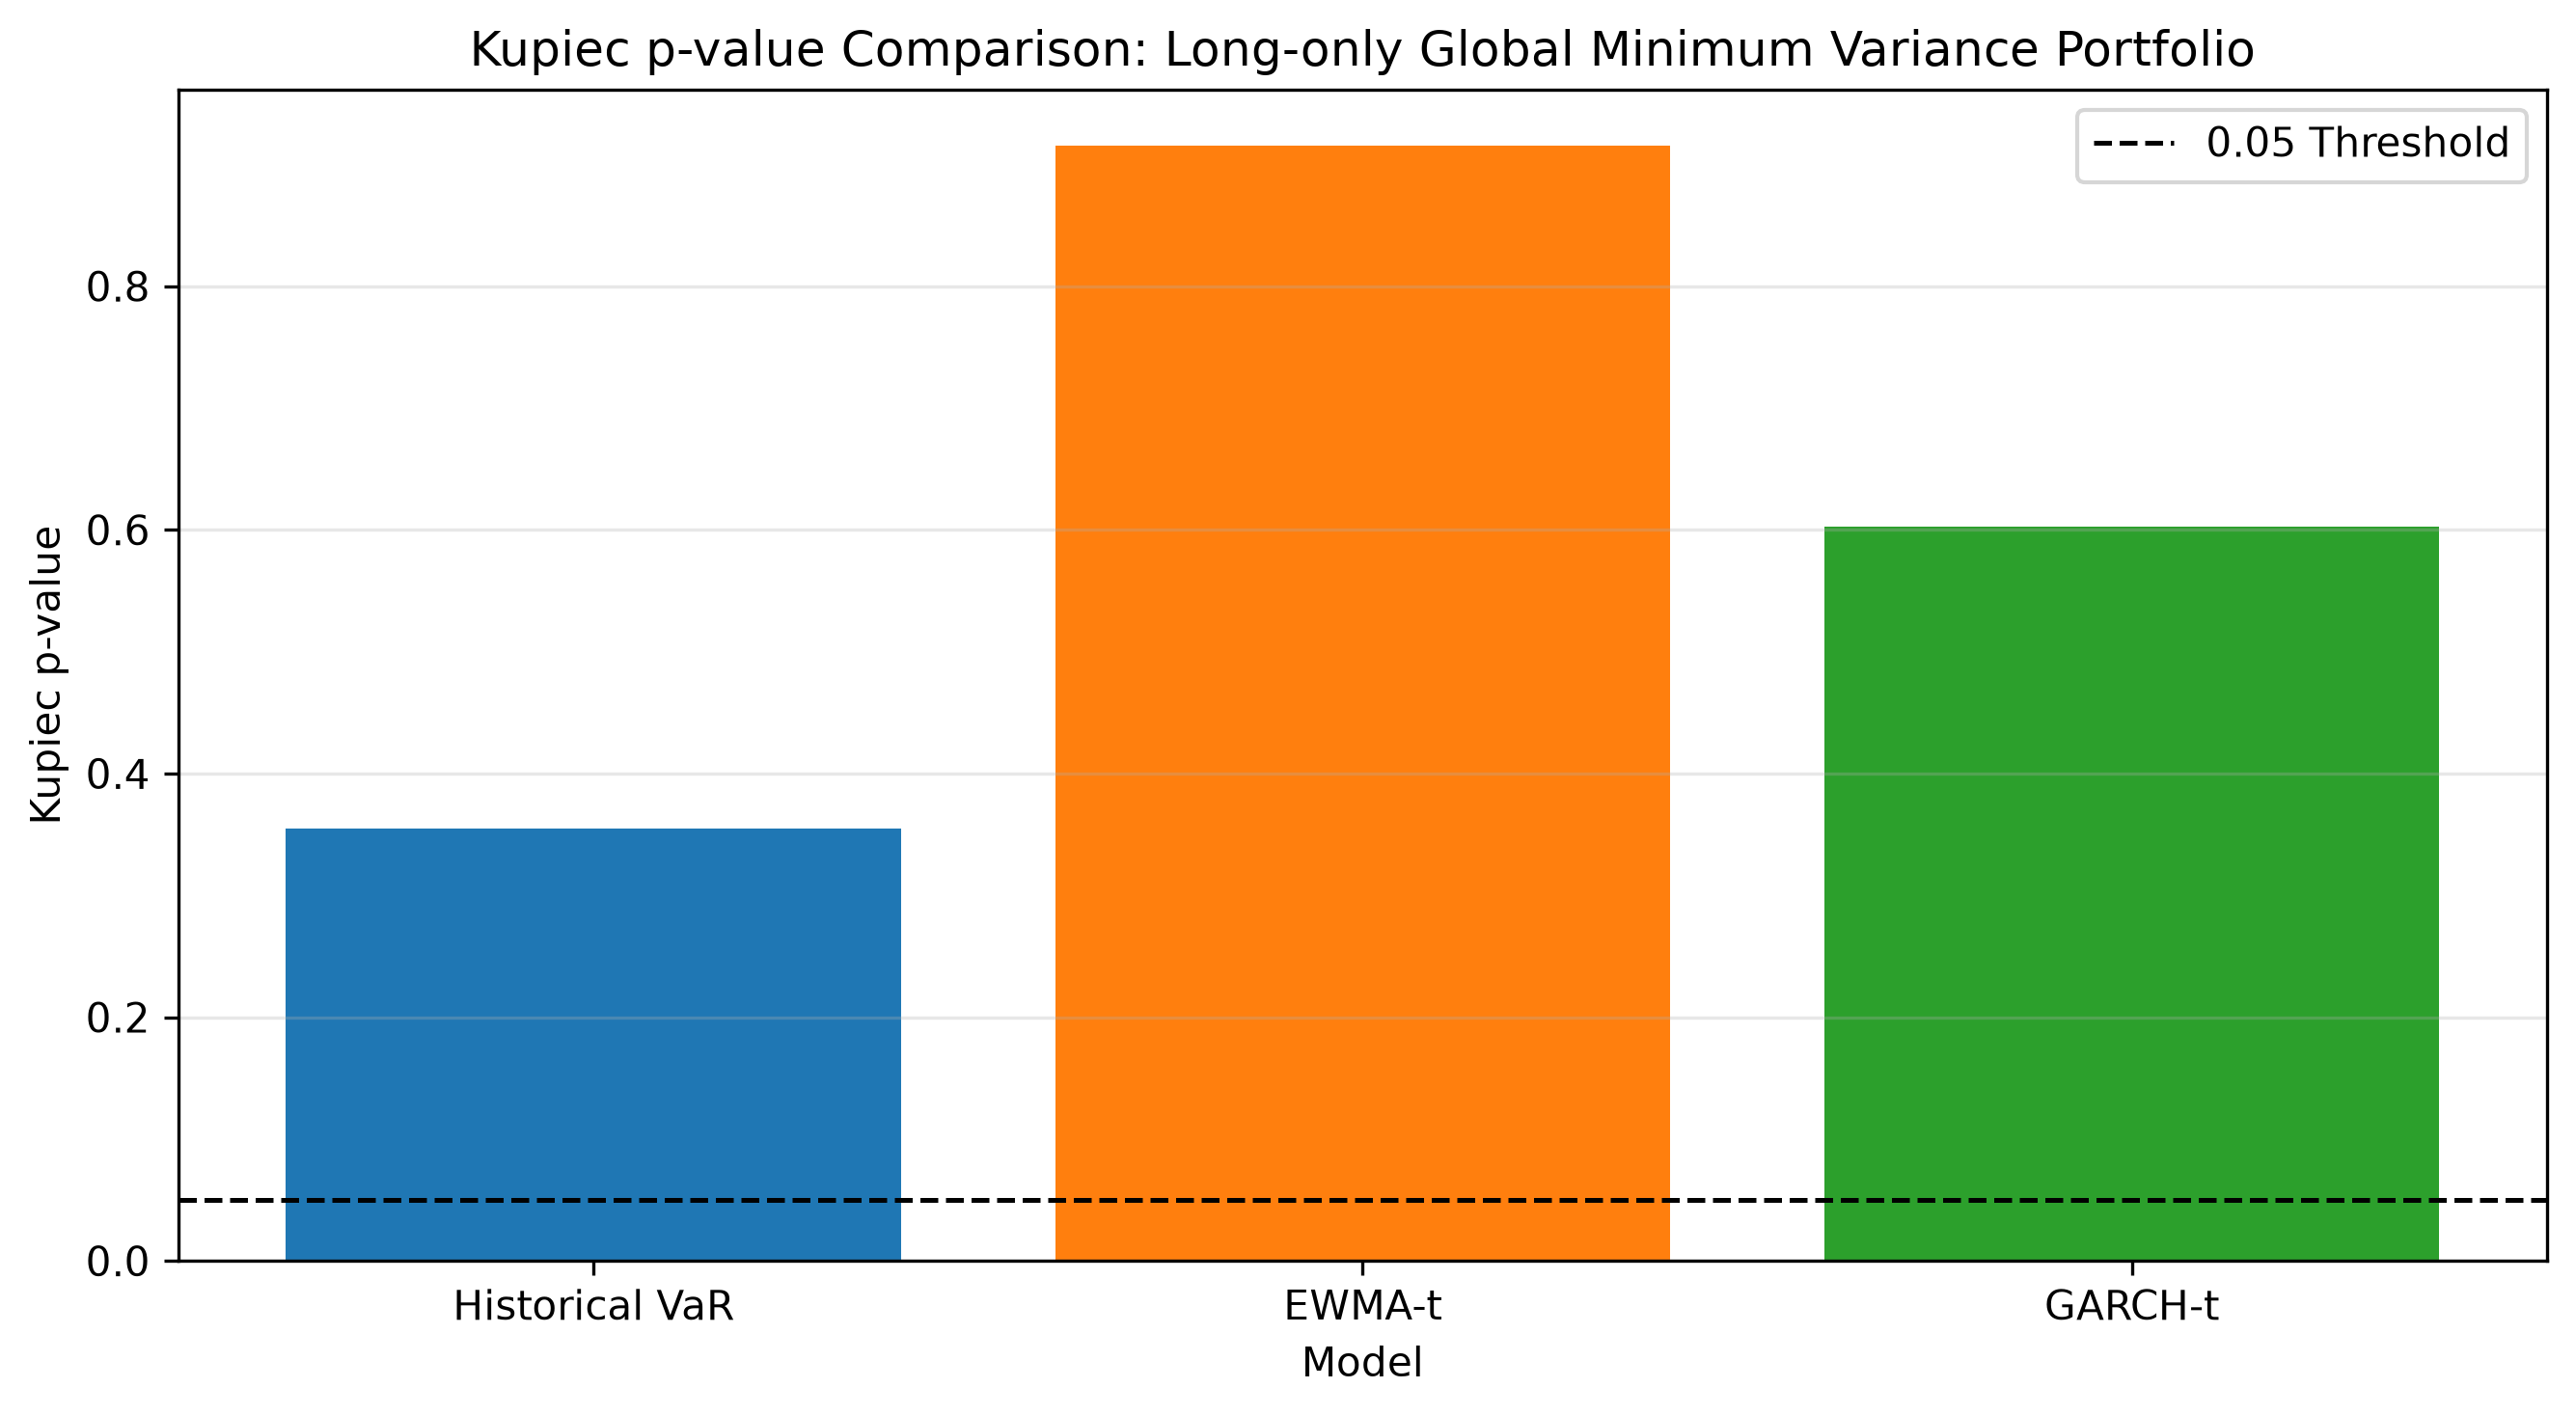 Kupiec p-value Comparison: Long-only Global Minimum Variance Portfolio
0.05 Threshold
Kupiec p-value
0.8
0.6
0.4
0.2
0.0
Historical VaR
EWMA-t
GARCH-t
Model